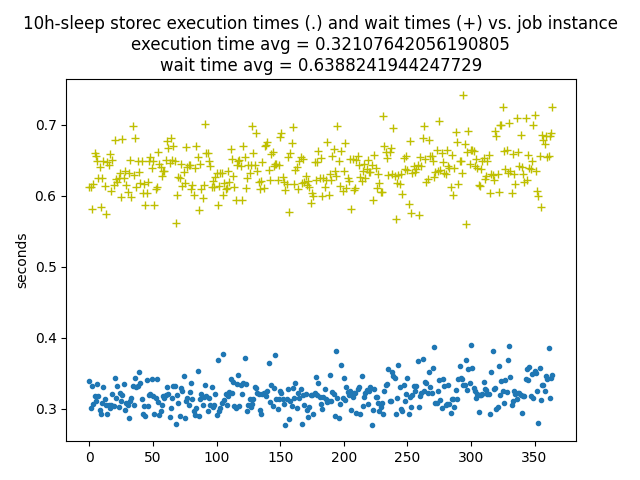 10h-sleep storec execution times (.) and wait times (+) vs. job instance
execution time avg = 0.32107642056190805
wait time avg = 0.6388241944247729
0.7
0.6
0.5
0.4
0.3
seconds
0 50 100 150 200 250 300 350